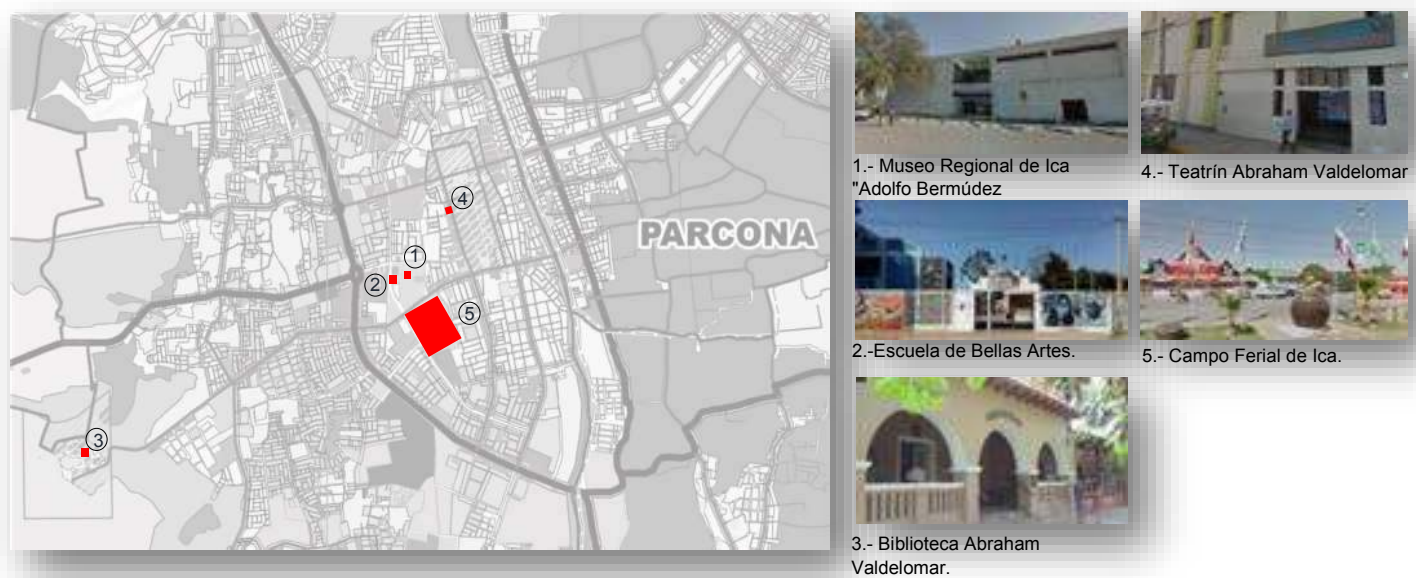 4
PARCONA
1
2
5
3
1.- Museo Regional de Ica
"Adolfo Bermúdez
4.- Teatrín Abraham Valdelomar
2.-Escuela de Bellas Artes.
5.- Campo Ferial de Ica.
3.- Biblioteca Abraham
Valdelomar.